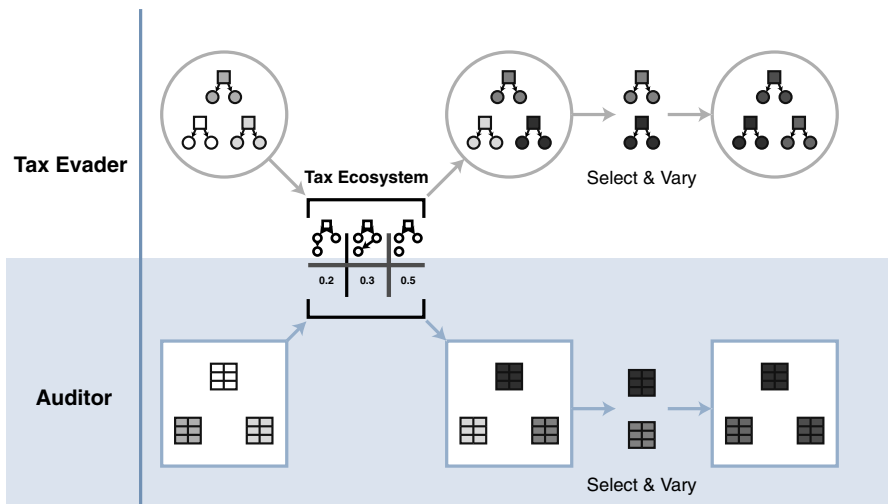 Tax Evader
Tax Ecosystem
Select & Vary
0.2 0.3 0.5
Auditor
Select & Vary